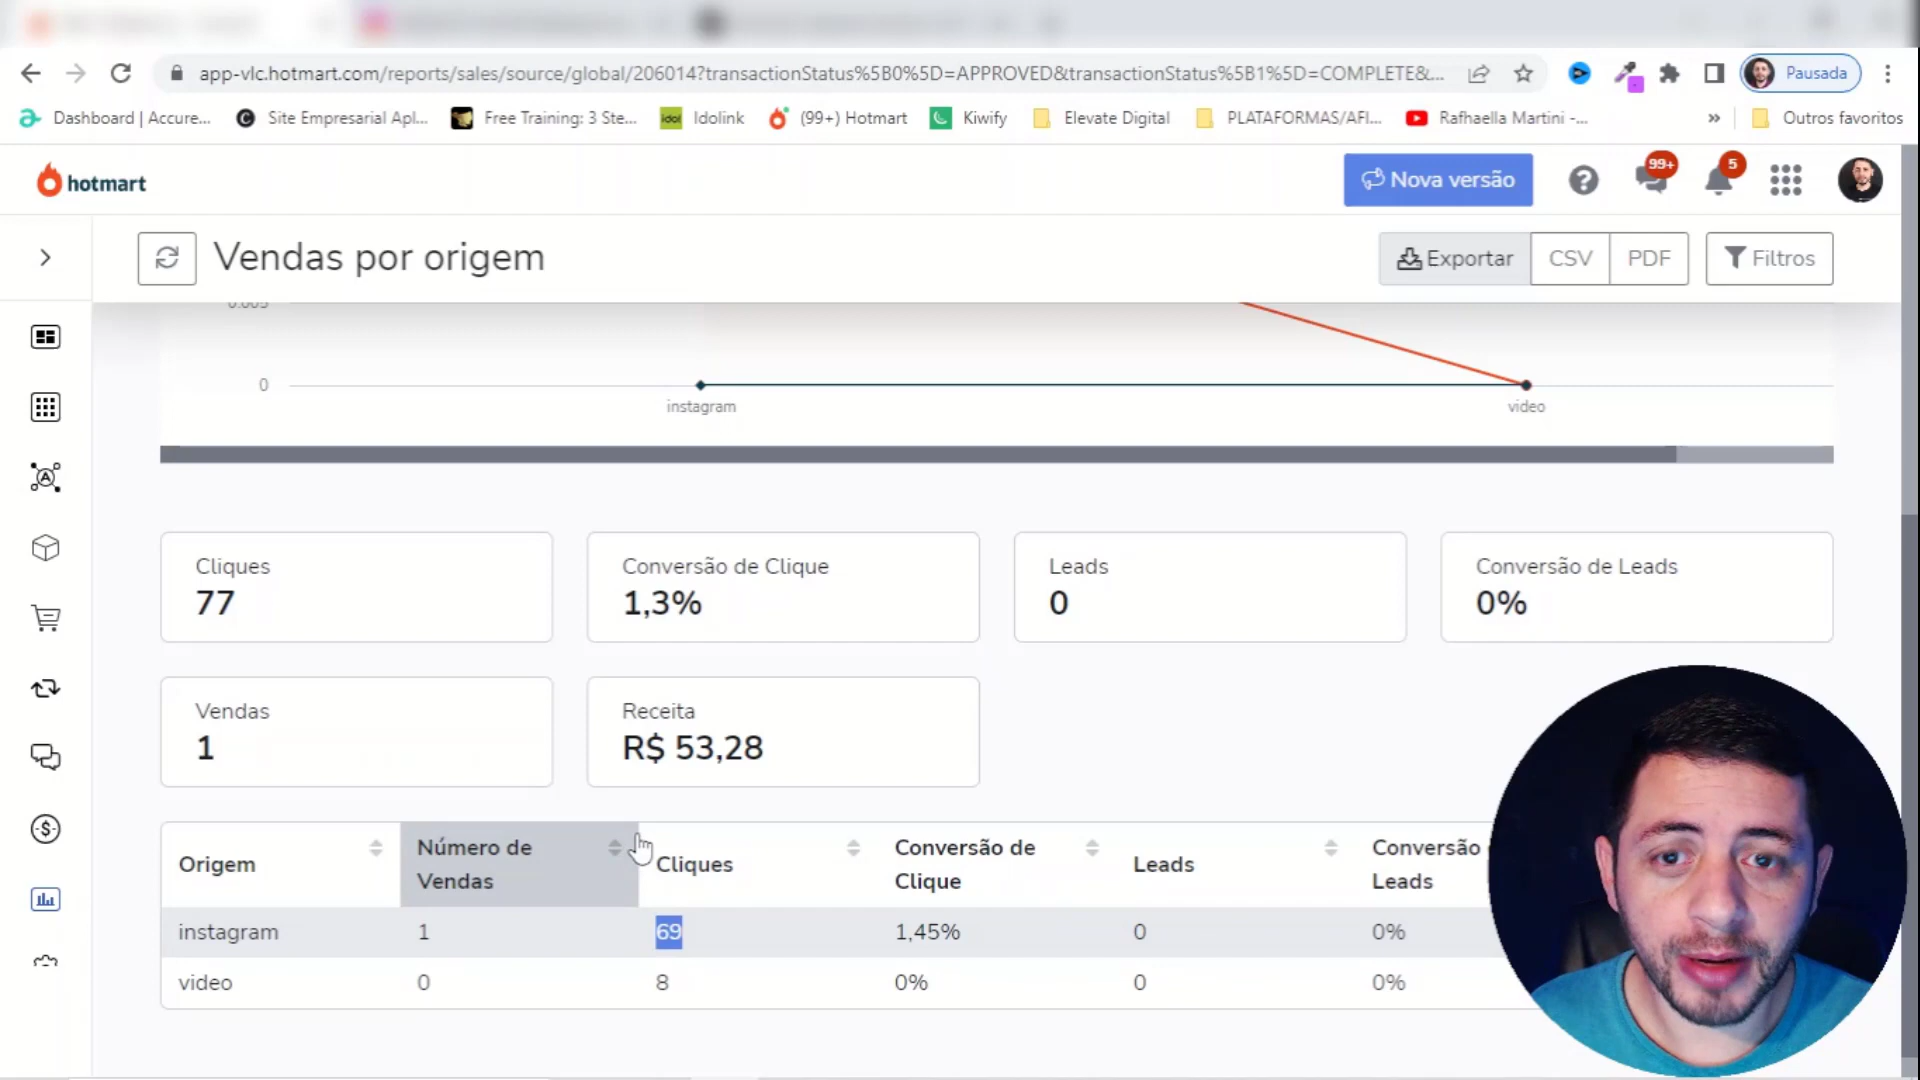 app-vlc.hotmart.com/reports/sales/source/global/206014?transactionStatus%5B0%5D=APPROVED&transactionStatus%5B1%5D=COMPLETE&... Pausada
Dashboard | Accure... Site Empresarial Apl... Free Training: 3 Ste... idol Idolink (99+) Hotmart Kiwify Elevate Digital PLATAFORMAS/AFI... Rafhaella Martini -... » Outros favoritos
hotmart Nova versão ? 99+ 5
Vendas por origem Exportar CSV PDF Filtros
0.005
0
instagram video
Cliques Conversão de Clique Leads Conversão de Leads
77 1,3% 0 0%
Vendas Receita
1 R$ 53,28
Origem Número de Vendas Cliques Conversão de Clique Leads Conversão Leads
instagram 1 69 1,45% 0 0%
video 0 8 0% 0 0%